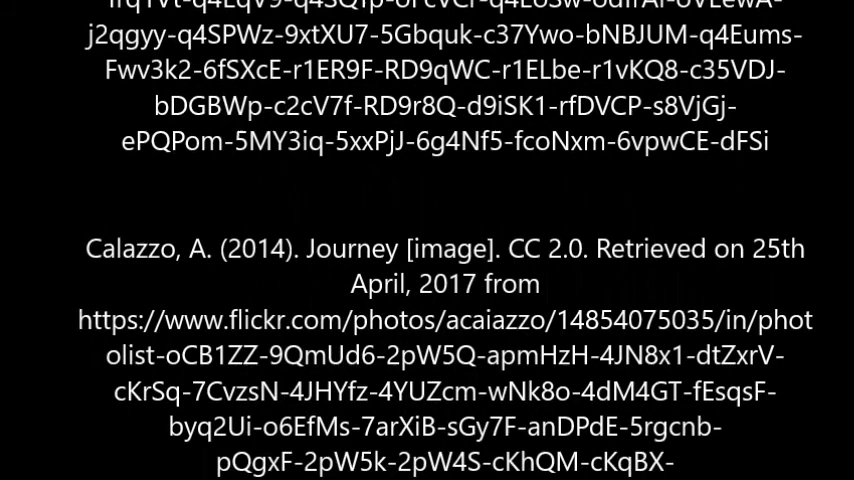 j2qgyy-q4SPWz-9xtXU7-5Gbquk-c37Ywo-bNBJUM-q4Eums-
Fwv3k2-6fSXcE-r1ER9F-RD9qWC-r1ELbe-r1vKQ8-c35VDJ-
bDGBWp-c2cV7f-RD9r8Q-d9iSK1-rfDVCP-s8VjGj-
ePQPom-5MY3iq-5xxPjJ-6g4Nf5-fcoNxm-6vpwCE-dFSi
Calazzo, A. (2014). Journey [image]. CC 2.0. Retrieved on 25th
April, 2017 from
https://www.flickr.com/photos/acaiazzo/14854075035/in/phot
olist-oCB1ZZ-9QmUd6-2pW5Q-apmHzH-4JN8x1-dtZxrV-
cKrSq-7CvzsN-4JHYfz-4YUZcm-wNk8o-4dM4GT-fEsqsF-
byq2Ui-o6EfMs-7arXiB-sGy7F-anDPdE-5rgcnb-
pQgxF-2pW5k-2pW4S-cKhQM-cKqBX-